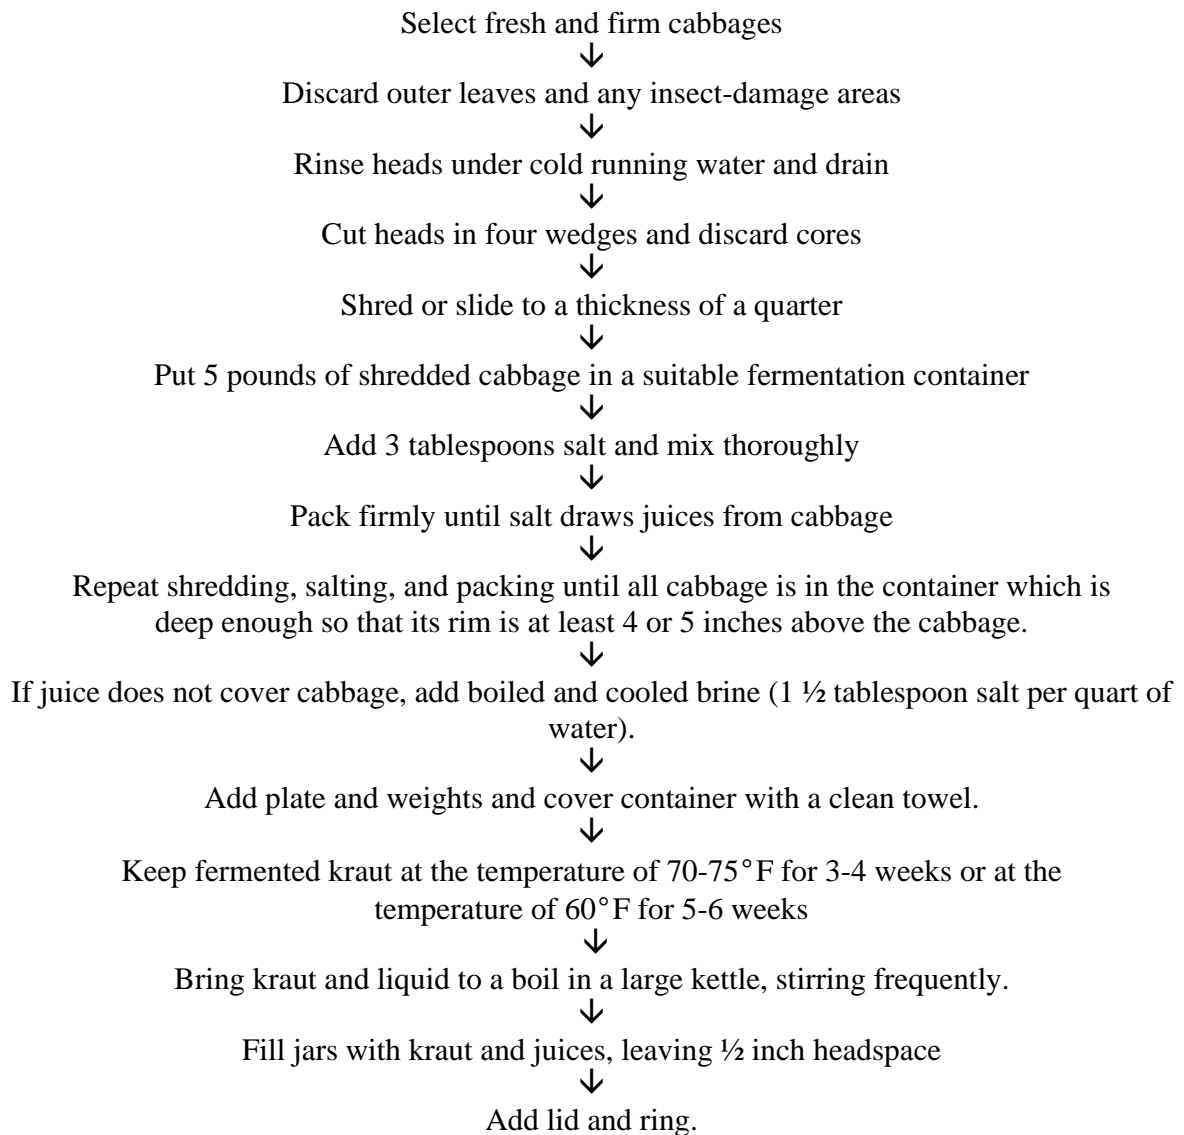 Select fresh and firm cabbages
↓
Discard outer leaves and any insect-damage areas
↓
Rinse heads under cold running water and drain
↓
Cut heads in four wedges and discard cores
↓
Shred or slide to a thickness of a quarter
↓
Put 5 pounds of shredded cabbage in a suitable fermentation container
↓
Add 3 tablespoons salt and mix thoroughly
↓
Pack firmly until salt draws juices from cabbage
↓
Repeat shredding, salting, and packing until all cabbage is in the container which is
deep enough so that its rim is at least 4 or 5 inches above the cabbage.
↓
If juice does not cover cabbage, add boiled and cooled brine (1 ½ tablespoon salt per quart of
water).
↓
Add plate and weights and cover container with a clean towel.
↓
Keep fermented kraut at the temperature of 70-75°F for 3-4 weeks or at the
temperature of 60°F for 5-6 weeks
↓
Bring kraut and liquid to a boil in a large kettle, stirring frequently.
↓
Fill jars with kraut and juices, leaving ½ inch headspace
↓
Add lid and ring.